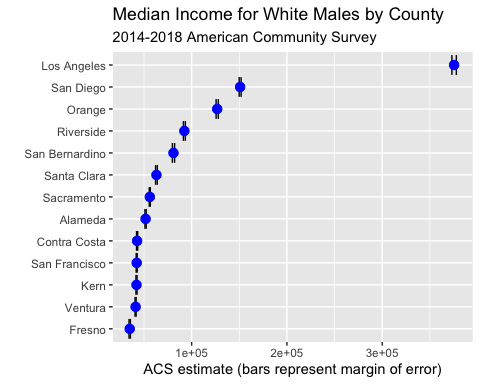 Median Income for White Males by County
2014-2018 American Community Survey
Los Angeles
San Diego
Orange
Riverside
San Bernardino
Santa Clara
Sacramento
Alameda
Contra Costa
San Francisco
Kern
Ventura
Fresno
1e+05 2e+05 3e+05
ACS estimate (bars represent margin of error)